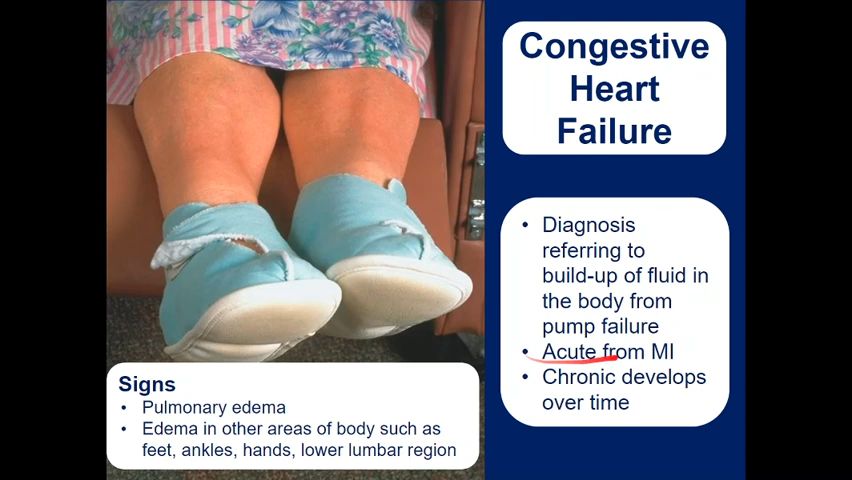 Congestive
Heart
Failure
• Diagnosis
referring to
build-up of fluid in
the body from
pump failure
• Acute from MI
• Chronic develops
over time
Signs
• Pulmonary edema
• Edema in other areas of body such as
feet, ankles, hands, lower lumbar region